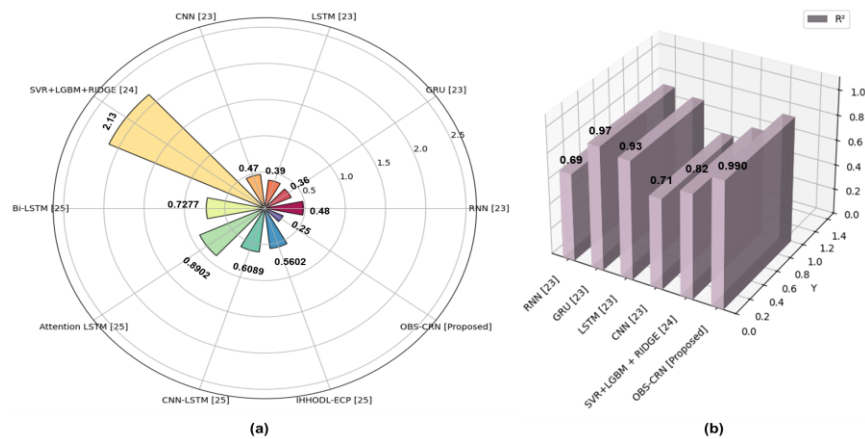 CNN [23]
LSTM [23]
SVR+LGBM+RIDGE [24]
GRU [23]
2.13
2.5
2.0
1.5
1.0
0.5
0.47
0.39
0.36
Bi-LSTM [25]
0.7277
0.48
RNN [23]
0.25
0.8902
0.6089
0.5602
Attention LSTM [25]
OBS-CRN [Proposed]
CNN-LSTM [25]
IHHODL-ECP [25]
(a)
R²
0.69
0.97
0.93
0.71
0.82
0.990
1.0
0.8
0.6
0.4
0.2
0.0
1.4
1.2
1.0
0.8
0.6
0.4
0.2
0.0
Y
RNN [23]
GRU [23]
LSTM [23]
CNN [23]
SVR+LGBM + RIDGE [24]
OBS-CRN [Proposed]
(b)